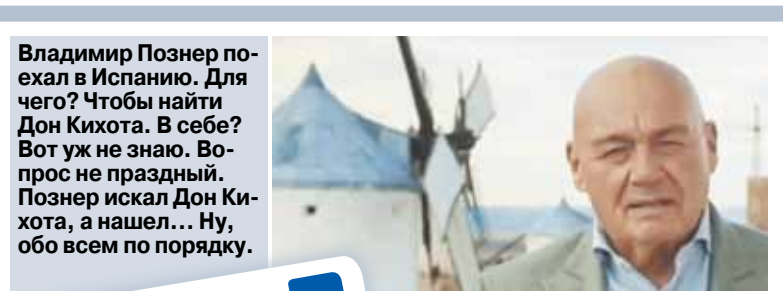 Владимир Познер по-
ехал в Испанию. Для
чего? Чтобы найти
Дон Кихота. В себе?
Вот уж не знаю. Во-
прос не праздный.
Познер искал Дон Ки-
хота, а нашел... Ну,
обо всем по порядку.